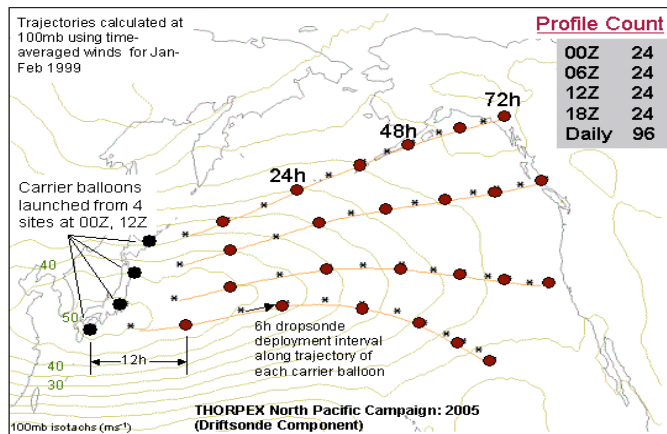 Trajectories calculated at
100mb using time-
averaged winds for Jan-
Feb 1999
Profile Count
00Z 24
06Z 24
12Z 24
18Z 24
Daily 96
72h
48h
24h
Carrier balloons
launched from 4
sites at 00Z, 12Z
40
50
40
30
12h
6h dropsonde
deployment interval
along trajectory of
each carrier balloon
THORPEX North Pacific Campaign: 2005
(Driftsonde Component)
100mb isotachs (ms⁻¹)